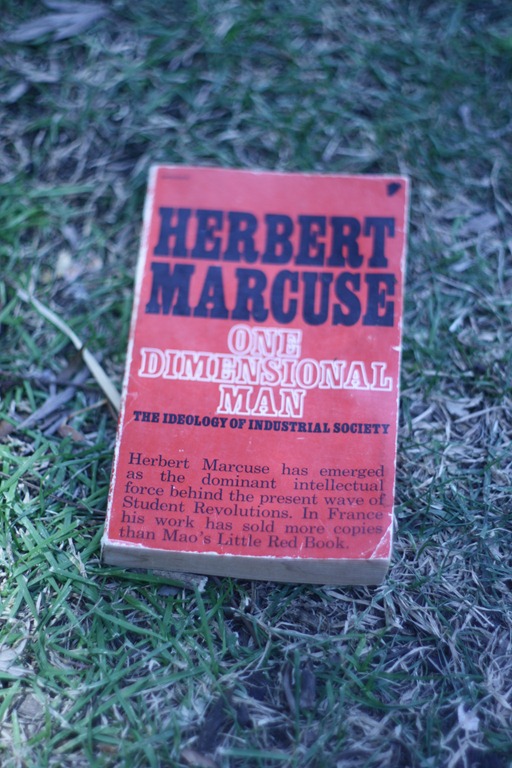 HERBERT
MARCUSE
ONE
DIMENSIONAL
MAN
THE IDEOLOGY OF INDUSTRIAL SOCIETY
Herbert Marcuse has emerged
as the dominant intellectual
force behind the present wave of
Student Revolutions. In France
his work has sold more copies
than Mao's Little Red Book.